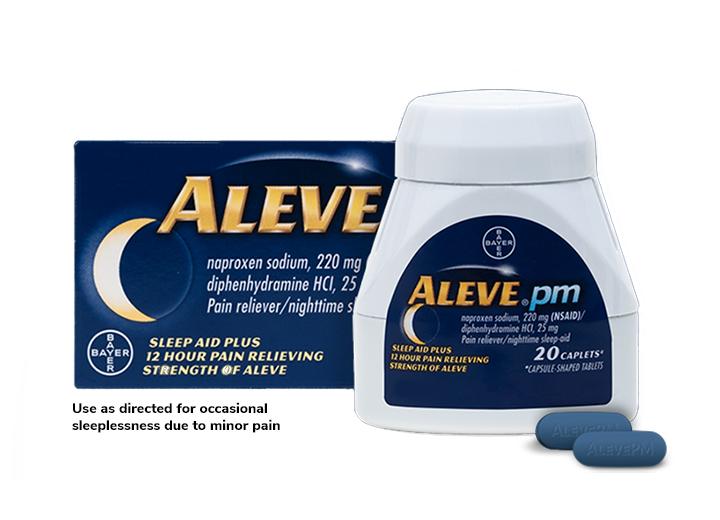 ALEVE
naproxen sodium, 220 mg
diphenhydramine HCl, 25
Pain reliever/nighttime s
BAYER
BAYER
SLEEP AID PLUS
12 HOUR PAIN RELIEVING
STRENGTH OF ALEVE
Use as directed for occasional
sleeplessness due to minor pain
BAYER
BAYER
ALEVE® pm
naproxen sodium, 220 mg (NSAID)/
diphenhydramine HCl, 25 mg
Pain reliever/nighttime sleep-aid
SLEEP AID PLUS
12 HOUR PAIN RELIEVING
STRENGTH OF ALEVE
20 CAPLETS*
*CAPSULE-SHAPED TABLETS
ALEVEPM
ALEVEPM